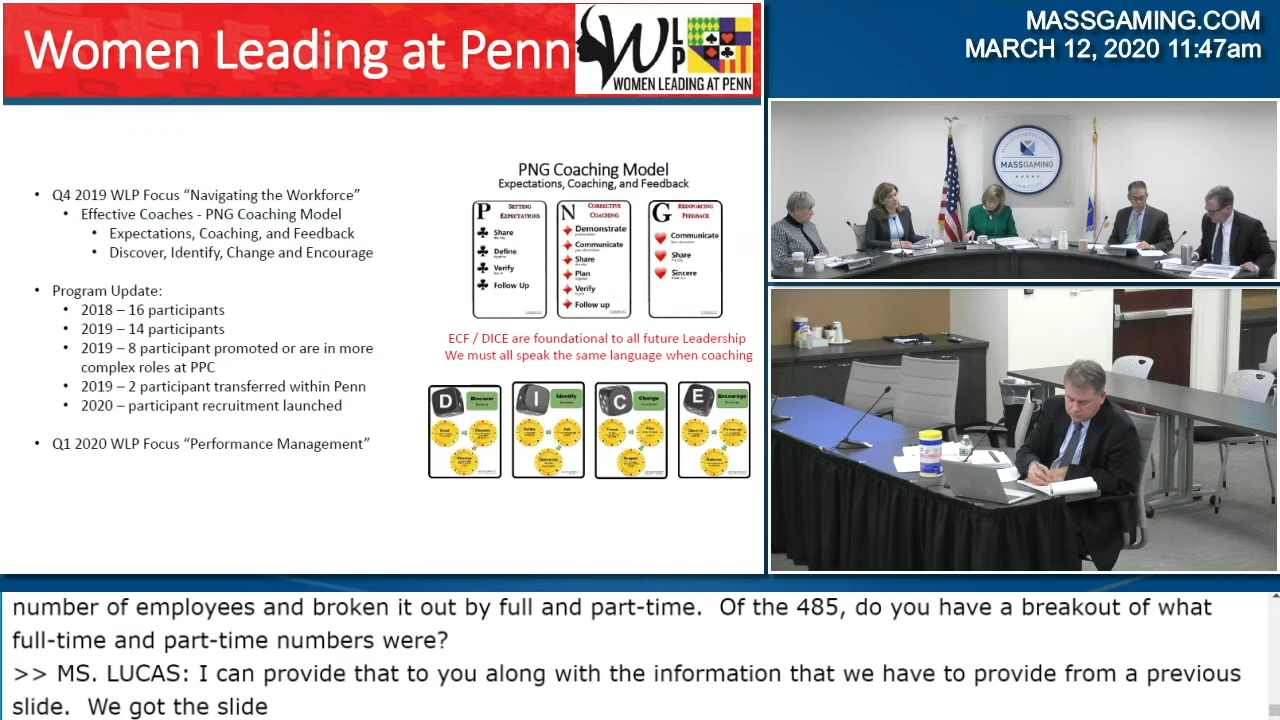 Women Leading at Penn
W
L
P
WOMEN LEADING AT PENN
MASSGAMING.COM
MARCH 12, 2020 11:47am
• Q4 2019 WLP Focus “Navigating the Workforce”
• Effective Coaches - PNG Coaching Model
• Expectations, Coaching, and Feedback
• Discover, Identify, Change and Encourage
• Program Update:
• 2018 – 16 participants
• 2019 – 14 participants
• 2019 – 8 participant promoted or are in more
complex roles at PPC
• 2019 – 2 participant transferred within Penn
• 2020 – participant recruitment launched
• Q1 2020 WLP Focus “Performance Management”
PNG Coaching Model
Expectations, Coaching, and Feedback
P
SETTING
EXPECTATIONS
Share
Define
Verify
Follow Up
N
CORRECTIVE
COACHING
Demonstrate
Communicate
Share
Plan
Verify
Follow up
G
REINFORCING
FEEDBACK
Communicate
Share
Sincere
ECF / DICE are foundational to all future Leadership
We must all speak the same language when coaching
D
Discover
I
Identify
C
Change
E
Encourage
MASSGAMING
number of employees and broken it out by full and part-time. Of the 485, do you have a breakout of what
full-time and part-time numbers were?
>> MS. LUCAS: I can provide that to you along with the information that we have to provide from a previous
slide. We got the slide